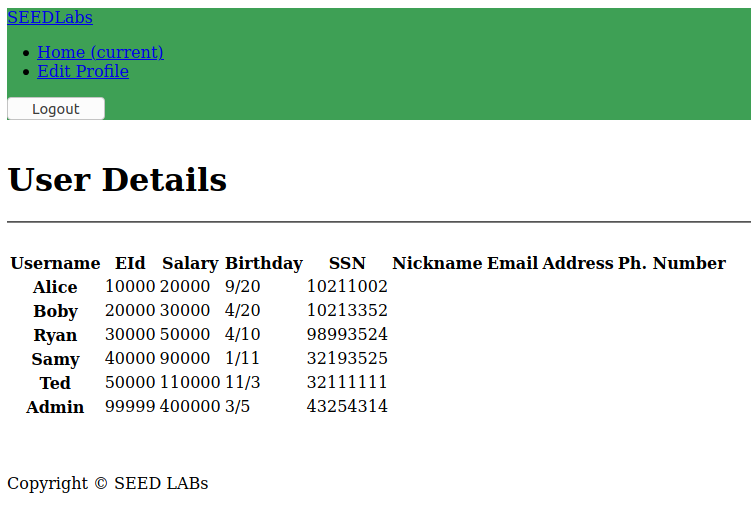 SEEDLabs
Home (current)
Edit Profile
Logout
User Details
Username EId Salary Birthday SSN Nickname Email Address Ph. Number
Alice 10000 20000 9/20 10211002
Boby 20000 30000 4/20 10213352
Ryan 30000 50000 4/10 98993524
Samy 40000 90000 1/11 32193525
Ted 50000 110000 11/3 32111111
Admin 99999 400000 3/5 43254314
Copyright © SEED LABs